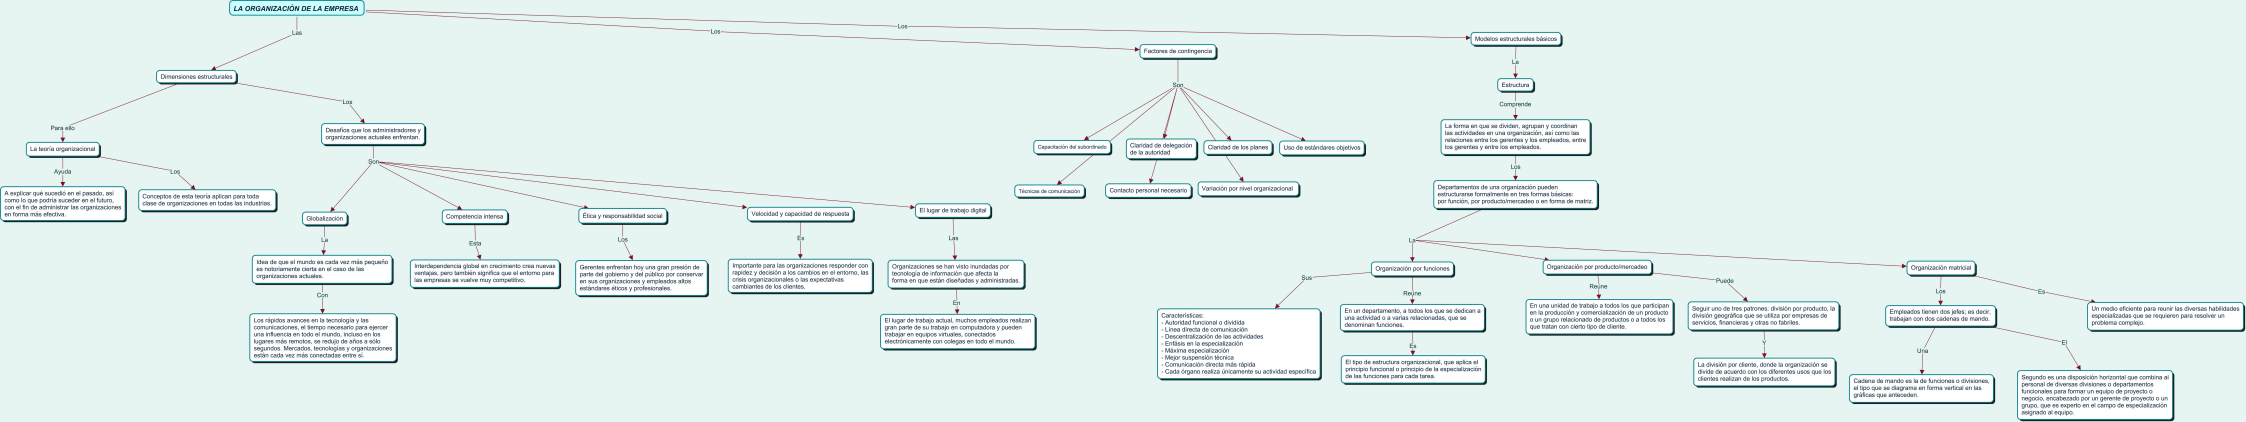 LA ORGANIZACIÓN DE LA EMPRESA
Las
Los
Los
Dimensiones estructurales
Para ello
La teoría organizacional
Ayuda
A explicar qué sucedió en el pasado, asi
como lo que podría suceder en el futuro,
con el fin de administrar las organizaciones
en forma más efectiva.
Los
Conceptos de esta teoría aplican para toda
clase de organizaciones en todas las industrias.
Los
Desafíos que los administradores y
organizaciones actuales enfrentan.
Son
Globalización
La
Idea de que el mundo es cada vez más pequeño
es notoriamente cierta en el caso de las
organizaciones actuales.
Con
Los rápidos avances en la tecnología y las
comunicaciones, el tiempo necesario para ejercer
una influencia en todo el mundo, incluso en los
lugares más remotos, se redujo de años a sólo
segundos. Mercados, tecnologías y organizaciones
están cada vez más conectadas entre sí.
Competencia intensa
Esta
Interdependencia global en crecimiento crea nuevas
ventajas, pero también significa que el entorno para
las empresas se vuelve muy competitivo.
Ética y responsabilidad social
Los
Gerentes enfrentan hoy una gran presión de
parte del gobierno y del público por conservar
en sus organizaciones y empleados altos
estándares éticos y profesionales.
Velocidad y capacidad de respuesta
Es
Importante para las organizaciones responder con
rapidez y decisión a los cambios en el entorno, las
crisis organizacionales o las expectativas
cambiantes de los clientes.
El lugar de trabajo digital
Las
Organizaciones se han visto inundadas por
tecnología de información que afecta la
forma en que están diseñadas y administradas.
En
El lugar de trabajo actual, muchos empleados realizan
gran parte de su trabajo en computadora y pueden
trabajar en equipos virtuales, conectados
electrónicamente con colegas en todo el mundo.
Factores de contingencia
Son
Capacitación del subordinado
Claridad de delegación
de la autoridad
Claridad de los planes
Uso de estándares objetivos
Técnicas de comunicación
Contacto personal necesario
Variación por nivel organizacional
Modelos estructurales básicos
La
Estructura
Comprende
La forma en que se dividen, agrupan y coordinan
las actividades en una organización, así como las
relaciones entre los gerentes y los empleados, entre
los gerentes y entre los empleados.
Los
Departamentos de una organización pueden
estructurarse formalmente en tres formas básicas:
por función, por producto/mercadeo o en forma de matriz.
La
Organización por funciones
Sus
Características:
- Autoridad funcional o dividida
- Línea directa de comunicación
- Descentralización de las actividades
- Enfásis en la especialización
- Máxima especialización
- Mejor suspensión técnica
- Comunicación directa más rápida
- Cada órgano realiza únicamente su actividad específica
Reúne
En un departamento, a todos los que se dedican a
una actividad o a varias relacionadas, que se
denominan funciones.
Es
El tipo de estructura organizacional, que aplica el
principio funcional o principio de la especialización
de las funciones para cada tarea.
Organización por producto/mercadeo
Reúne
En una unidad de trabajo a todos los que participan
en la producción y comercialización de un producto
o un grupo relacionado de productos o a todos los
que tratan con cierto tipo de cliente.
Puede
Seguir uno de tres patrones: división por producto, la
división geográfica que se utiliza por empresas de
servicios, financieras y otras no fabriles.
Y
La división por cliente, donde la organización se
divide de acuerdo con los diferentes usos que los
clientes realizan de los productos.
Organización matricial
Los
Empleados tienen dos jefes; es decir,
trabajan con dos cadenas de mando.
Una
Cadena de mando es la de funciones o divisiones,
el tipo que se diagrama en forma vertical en las
gráficas que anteceden.
El
Segundo es una disposición horizontal que combina al
personal de diversas divisiones o departamentos
funcionales para formar un equipo de proyecto o
negocio, encabezado por un gerente de proyecto o un
grupo, que es experto en el campo de especialización
asignado al equipo.
Es
Un medio eficiente para reunir las diversas habilidades
especializadas que se requieren para resolver un
problema complejo.